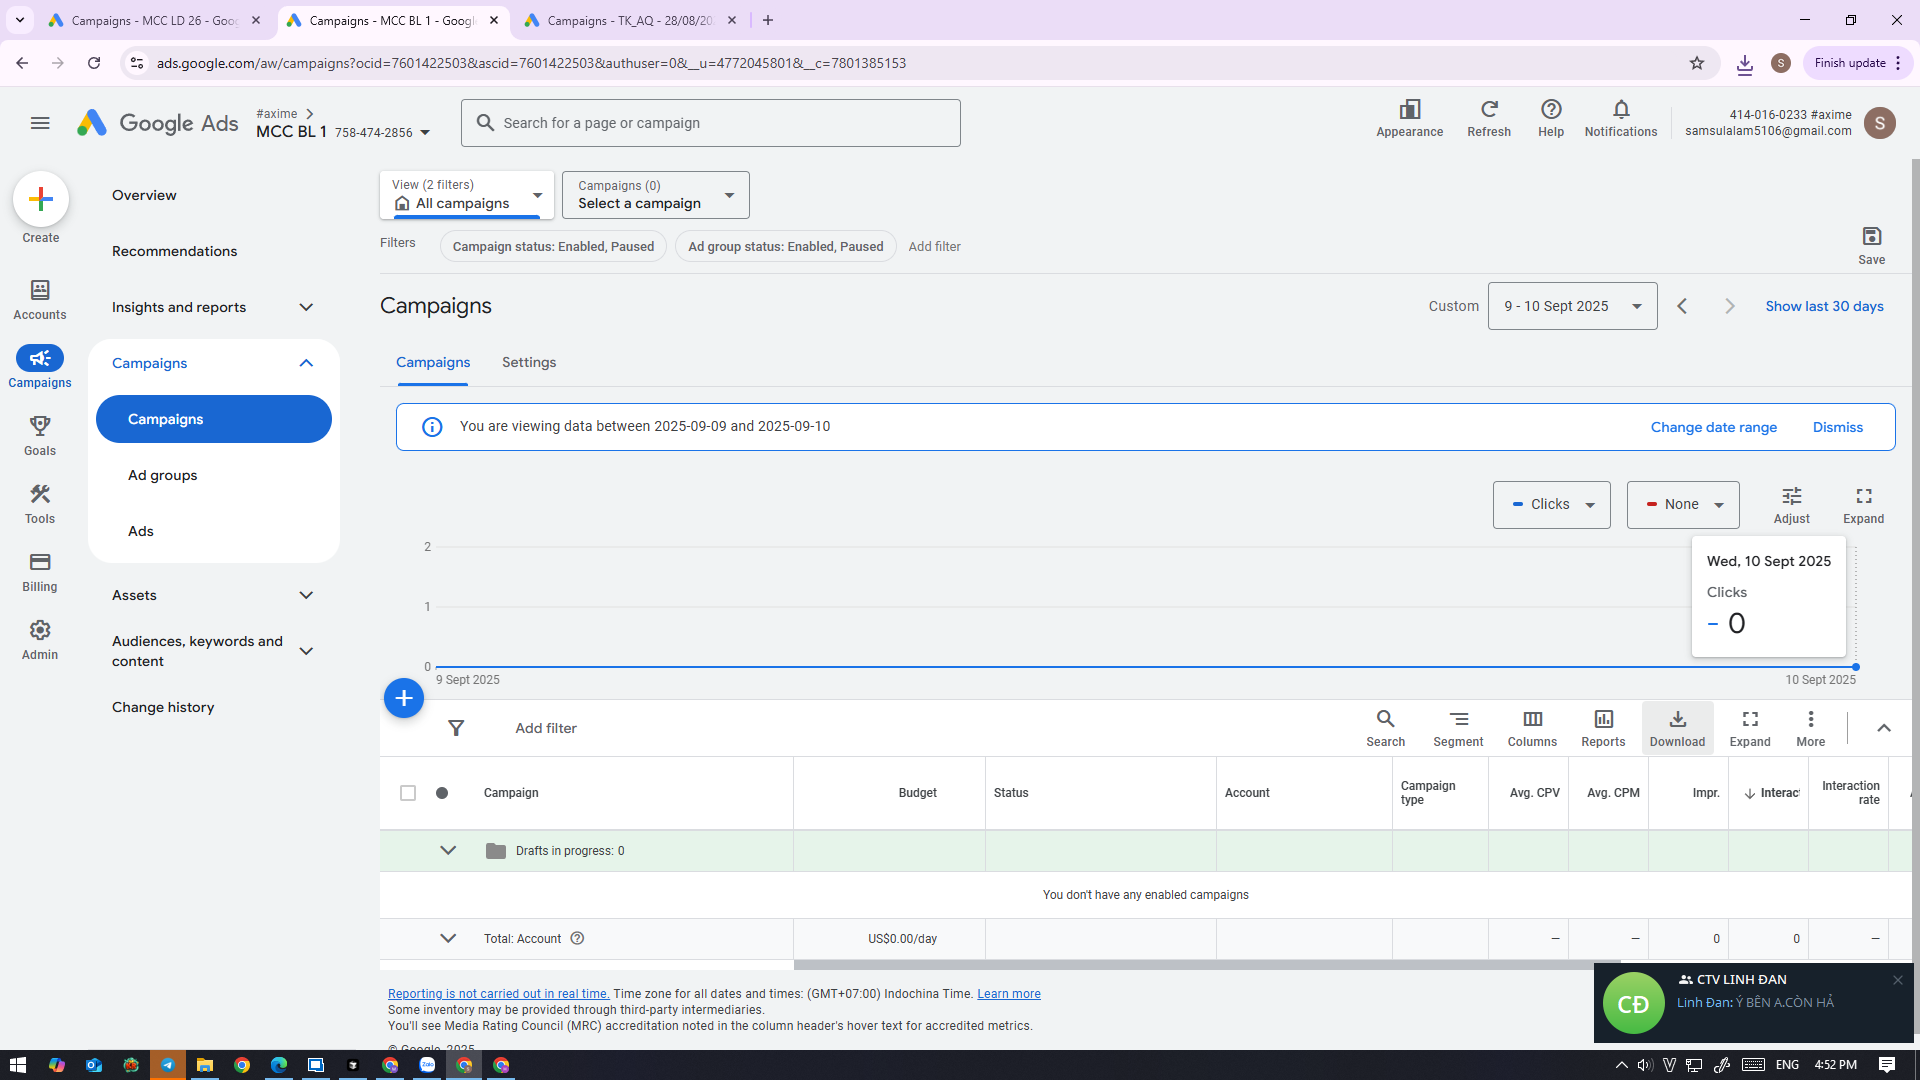 Campaigns - MCC LD 26 - Goog
Campaigns - MCC BL 1 - Googl
Campaigns - TK_AQ - 28/08/20
ads.google.com/aw/campaigns?ocid=7601422503&ascid=7601422503&authuser=0&__u=4772045801&__c=7801385153
S
Finish update
Google Ads
#axime
MCC BL 1 758-474-2856
Search for a page or campaign
Appearance
Refresh
Help
Notifications
414-016-0233 #axime
samsulalam5106@gmail.com
S
Create
Accounts
Campaigns
Goals
Tools
Billing
Admin
Overview
Recommendations
Insights and reports
Campaigns
Campaigns
Ad groups
Ads
Assets
Audiences, keywords and
content
Change history
View (2 filters)
All campaigns
Campaigns (0)
Select a campaign
Filters
Campaign status: Enabled, Paused
Ad group status: Enabled, Paused
Add filter
Save
Campaigns
Custom
9 - 10 Sept 2025
Show last 30 days
Campaigns
Settings
You are viewing data between 2025-09-09 and 2025-09-10
Change date range
Dismiss
Clicks
None
Adjust
Expand
2
1
0
9 Sept 2025
10 Sept 2025
Wed, 10 Sept 2025
Clicks
0
Add filter
Search
Segment
Columns
Reports
Download
Expand
More
Campaign
Budget
Status
Account
Campaign
type
Avg. CPV
Avg. CPM
Impr.
Interact
Interaction
rate
Drafts in progress: 0
You don't have any enabled campaigns
Total: Account
US$0.00/day
—
—
0
0
—
Reporting is not carried out in real time. Time zone for all dates and times: (GMT+07:00) Indochina Time. Learn more
Some inventory may be provided through third-party intermediaries.
You'll see Media Rating Council (MRC) accreditation noted in the column header's hover text for accredited metrics.
© Google, 2025
CĐ
CTV LINH ĐAN
Linh Đan: Ý BÊN A.CÒN HẢ
Zalo
ENG
4:52 PM